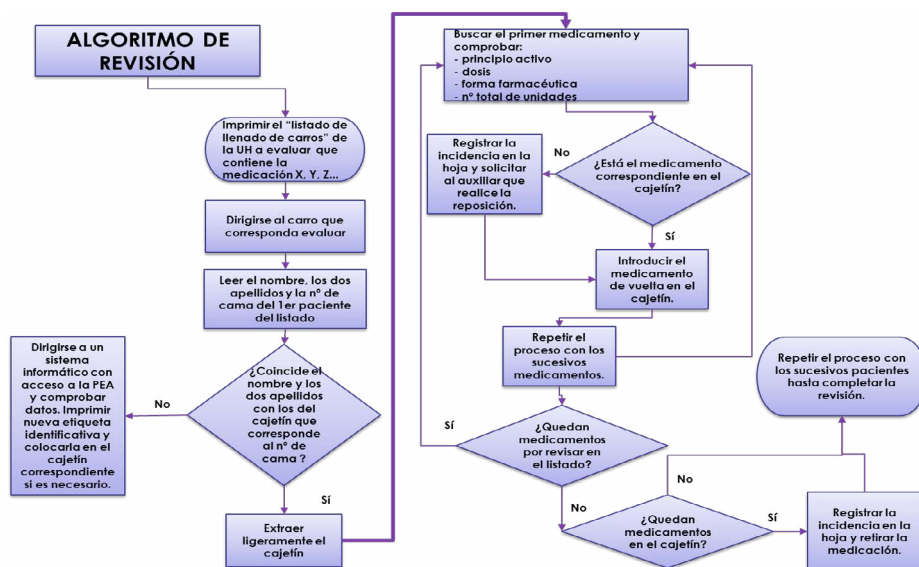 ALGORITMO DE
REVISIÓN
Imprimir el "listado de
llenado de carros" de
la UH a evaluar que
contiene la
medicación X, Y, Z...
Dirigirse al carro que
corresponda evaluar
Leer el nombre, los dos
apellidos y la nº de
cama del 1er paciente
del listado
¿Coincide el
nombre y los
dos apellidos
con los del
cajetín que
corresponde
al nº de
cama ?
No
Dirigirse a un
sistema
informático con
acceso a la PEA
y comprobar
datos. Imprimir
nueva etiqueta
identificativa y
colocarla en el
cajetín
correspondiente
si es necesario.
Sí
Extraer
ligeramente el
cajetín
Buscar el primer medicamento y
comprobar:
- principio activo
- dosis
- forma farmacéutica
- nº total de unidades
¿Está el medicamento
correspondiente en el
cajetín?
No
Registrar la
incidencia en la
hoja y solicitar
al auxiliar que
realice la
reposición.
Sí
Introducir el
medicamento
de vuelta en el
cajetín.
Repetir el
proceso con los
sucesivos
medicamentos.
¿Quedan
medicamentos
por revisar en
el listado?
Sí
No
¿Quedan
medicamentos
en el cajetín?
No
Sí
Registrar la
incidencia en la
hoja y retirar la
medicación.
Repetir el proceso con
los sucesivos pacientes
hasta completar la
revisión.